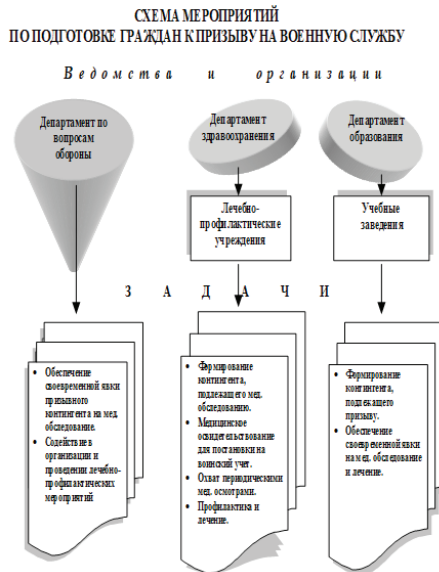 СХЕМА МЕРОПРИЯТИЙ
ПО ПОДГОТОВКЕ ГРАЖДАН К ПРИЗЫВУ НА ВОЕННУЮ СЛУЖБУ
Ведомства и организации
Департамент по
вопросам
обороны
Департамент
здравоохранения
Департамент
образования
Лечебно-
профилактические
учреждения
Учебные
заведения
ЗАДАЧИ
• Обеспечение
своевременной явки
призывного
контингента на мед.
обследование.
• Содействие в
организации и
проведении лечебно-
профилактических
мероприятий
• Формирование
контингента,
подлежащего мед.
обследованию.
• Медицинское
освидетельствование
для постановки на
воинский учет.
• Охват периодическими
мед. осмотрами.
• Профилактика и
лечение.
• Формирование
контингента,
подлежащего
призыву.
• Обеспечение
своевременной явки
на мед. обследование
и лечение.